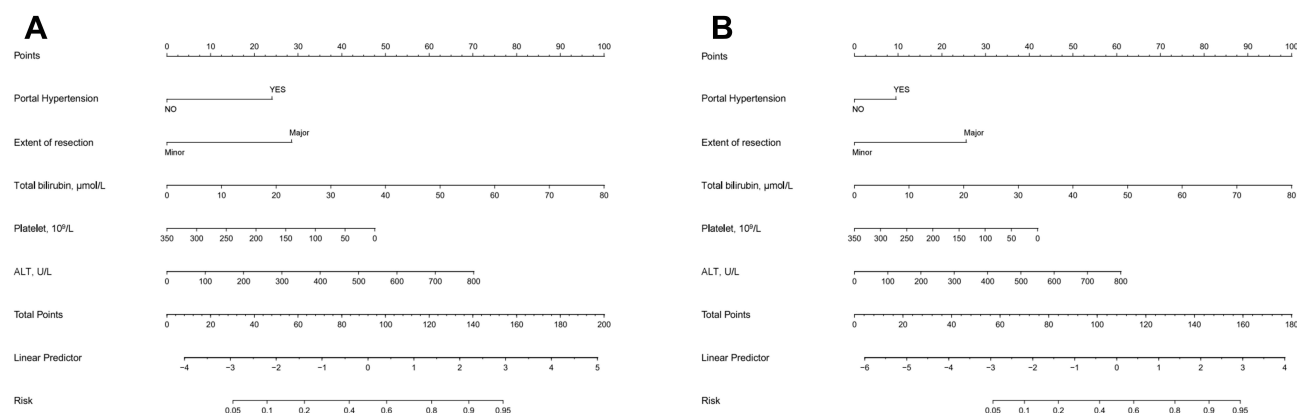 A
Points
0 10 20 30 40 50 60 70 80 90 100
Portal Hypertension
YES
NO
Extent of resection
Major
Minor
Total bilirubin, μmol/L
0 10 20 30 40 50 60 70 80
Platelet, 10⁹/L
350 300 250 200 150 100 50 0
ALT, U/L
0 100 200 300 400 500 600 700 800
Total Points
0 20 40 60 80 100 120 140 160 180 200
Linear Predictor
−4 −3 −2 −1 0 1 2 3 4 5
Risk
0.05 0.1 0.2 0.4 0.6 0.8 0.9 0.95
B
Points
0 10 20 30 40 50 60 70 80 90 100
Portal Hypertension
YES
NO
Extent of resection
Major
Minor
Total bilirubin, μmol/L
0 10 20 30 40 50 60 70 80
Platelet, 10⁹/L
350 300 250 200 150 100 50 0
ALT, U/L
0 100 200 300 400 500 600 700 800
Total Points
0 20 40 60 80 100 120 140 160 180
Linear Predictor
−6 −5 −4 −3 −2 −1 0 1 2 3 4
Risk
0.05 0.1 0.2 0.4 0.6 0.8 0.9 0.95